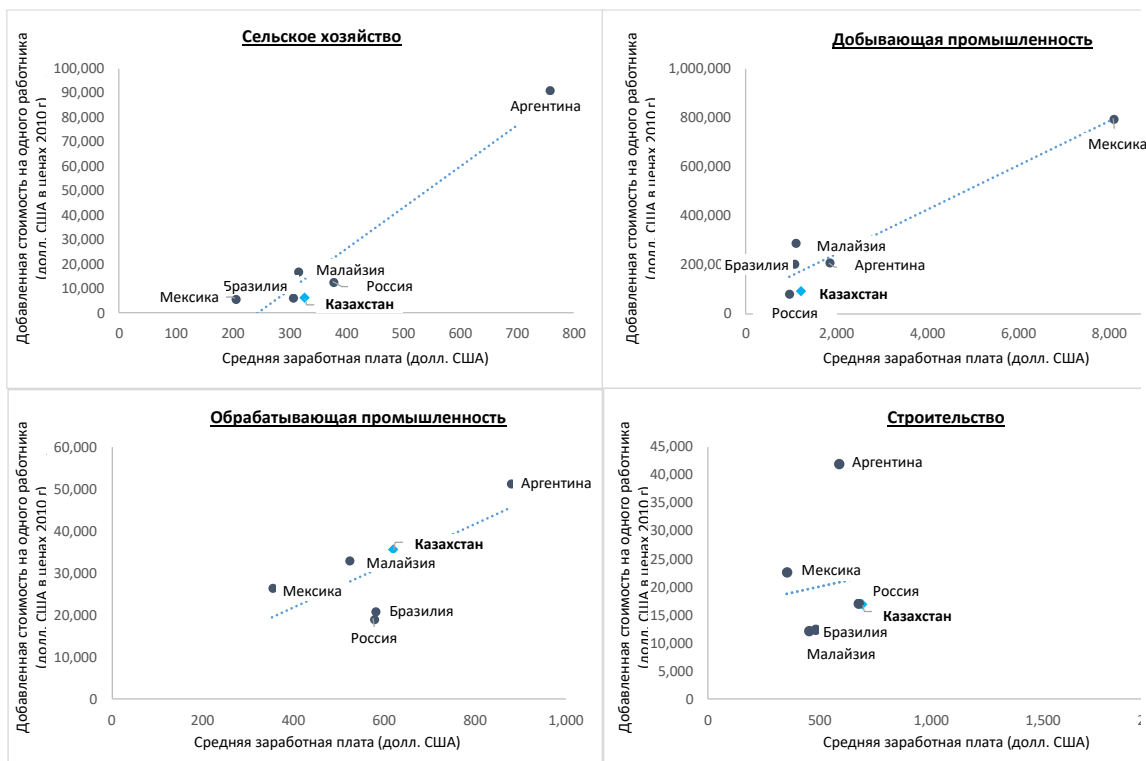 Сельское хозяйство
Добавленная стоимость на одного работника
(долл. США в ценах 2010 г)
100,000
90,000
80,000
70,000
60,000
50,000
40,000
30,000
20,000
10,000
0
Аргентина
Малайзия
Бразилия
Россия
Мексика
Казахстан
0 100 200 300 400 500 600 700 800
Средняя заработная плата (долл. США)
Добывающая промышленность
Добавленная стоимость на одного работника
(долл. США в ценах 2010 г)
1,000,000
800,000
600,000
400,000
200,000
0
Мексика
Малайзия
Бразилия
Аргентина
Казахстан
Россия
0 2,000 4,000 6,000 8,000
Средняя заработная плата (долл. США)
Обрабатывающая промышленность
Добавленная стоимость на одного работника
(долл. США в ценах 2010 г)
60,000
50,000
40,000
30,000
20,000
10,000
0
Аргентина
Казахстан
Малайзия
Мексика
Бразилия
Россия
0 200 400 600 800 1,000
Средняя заработная плата (долл. США)
Строительство
Добавленная стоимость на одного работника
(долл. США в ценах 2010 г)
45,000
40,000
35,000
30,000
25,000
20,000
15,000
10,000
5,000
0
Аргентина
Мексика
Россия
Казахстан
Бразилия
Малайзия
0 500 1,000 1,500
Средняя заработная плата (долл. США)